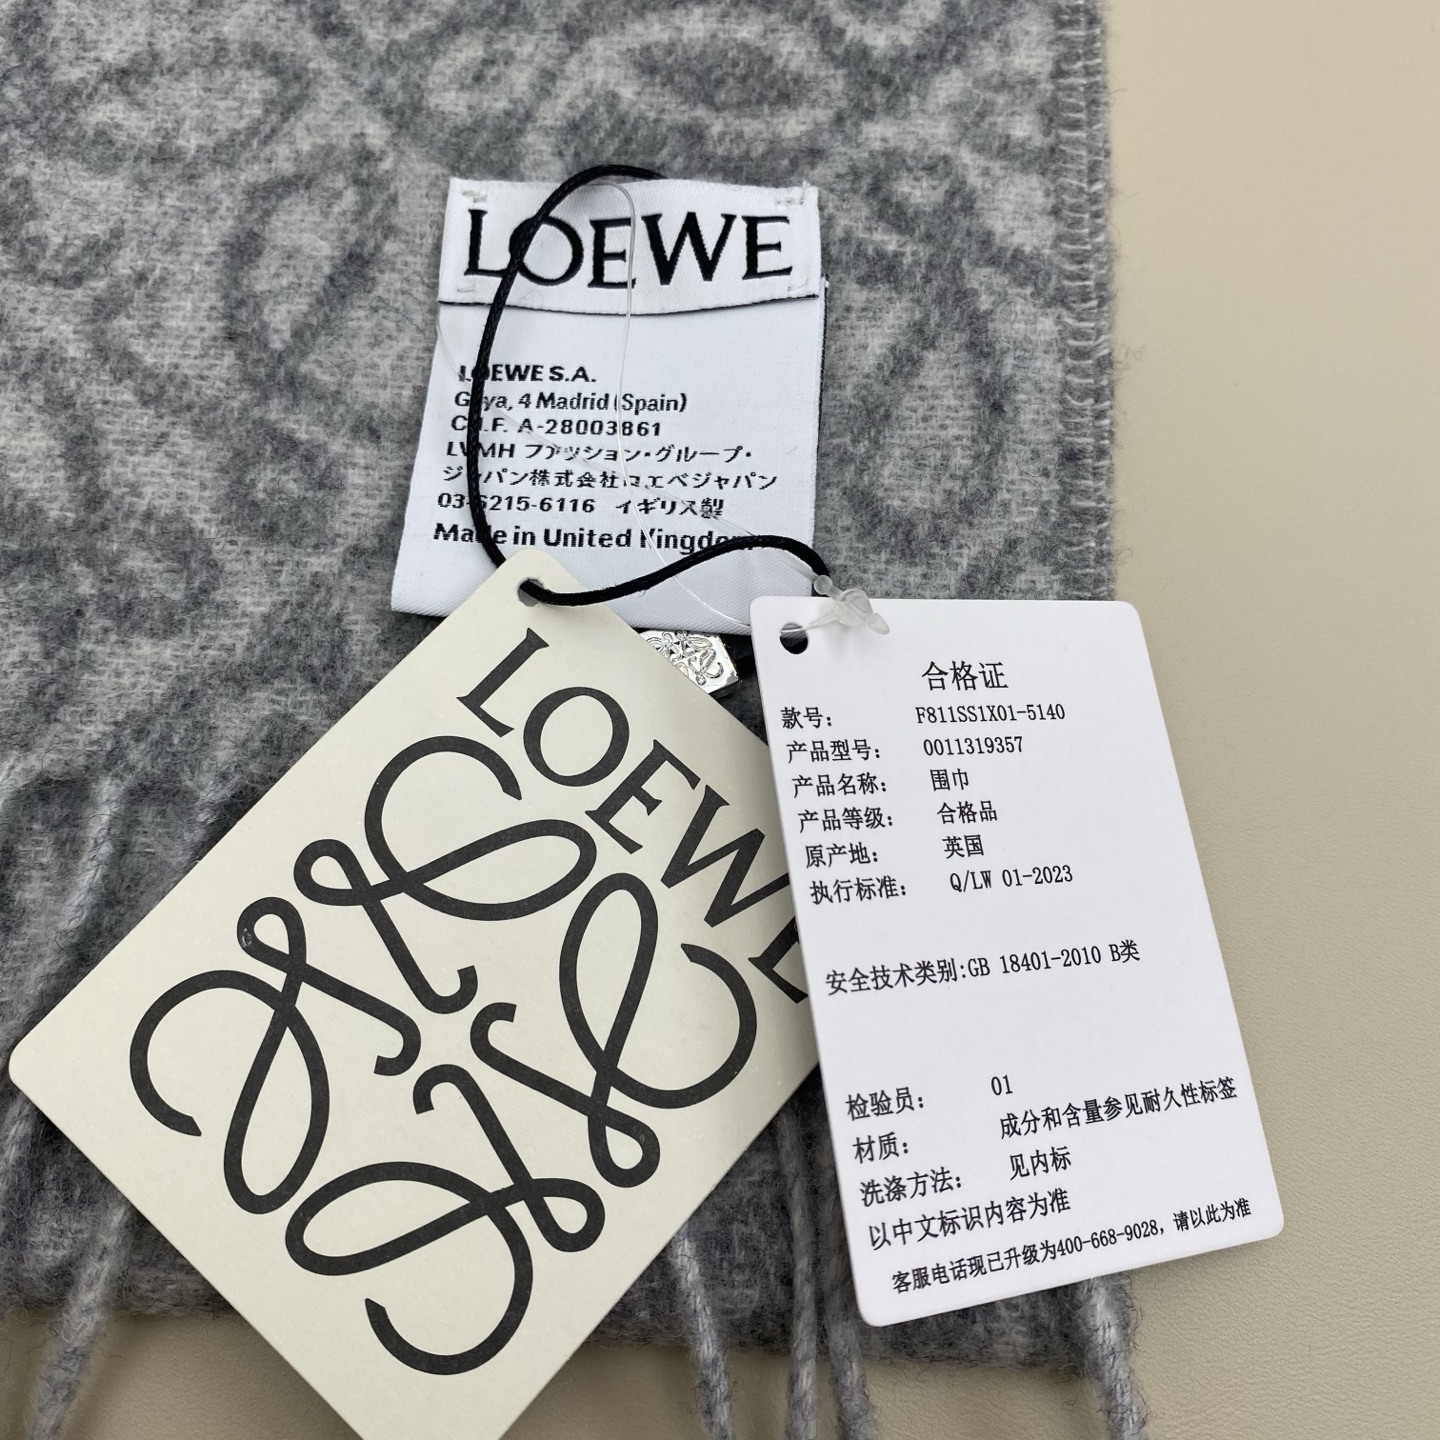 LOEWE
LOEWE S.A.
Goya, 4 Madrid (Spain)
C.I.F. A-28003861
LVMH ファッション・グループ・
ジャパン株式会社ロエベジャパン
03-6215-6116 イギリス製
Made in United Kingdom
LOEWE
合格证
款号: F811SS1X01-5140
产品型号: 0011319357
产品名称: 围巾
产品等级: 合格品
原产地: 英国
执行标准: Q/LW 01-2023
安全技术类别:GB 18401-2010 B类
检验员: 01
材质: 成分和含量参见耐久性标签
洗涤方法: 见内标
以中文标识内容为准
客服电话现已升级为400-668-9028，请以此为准